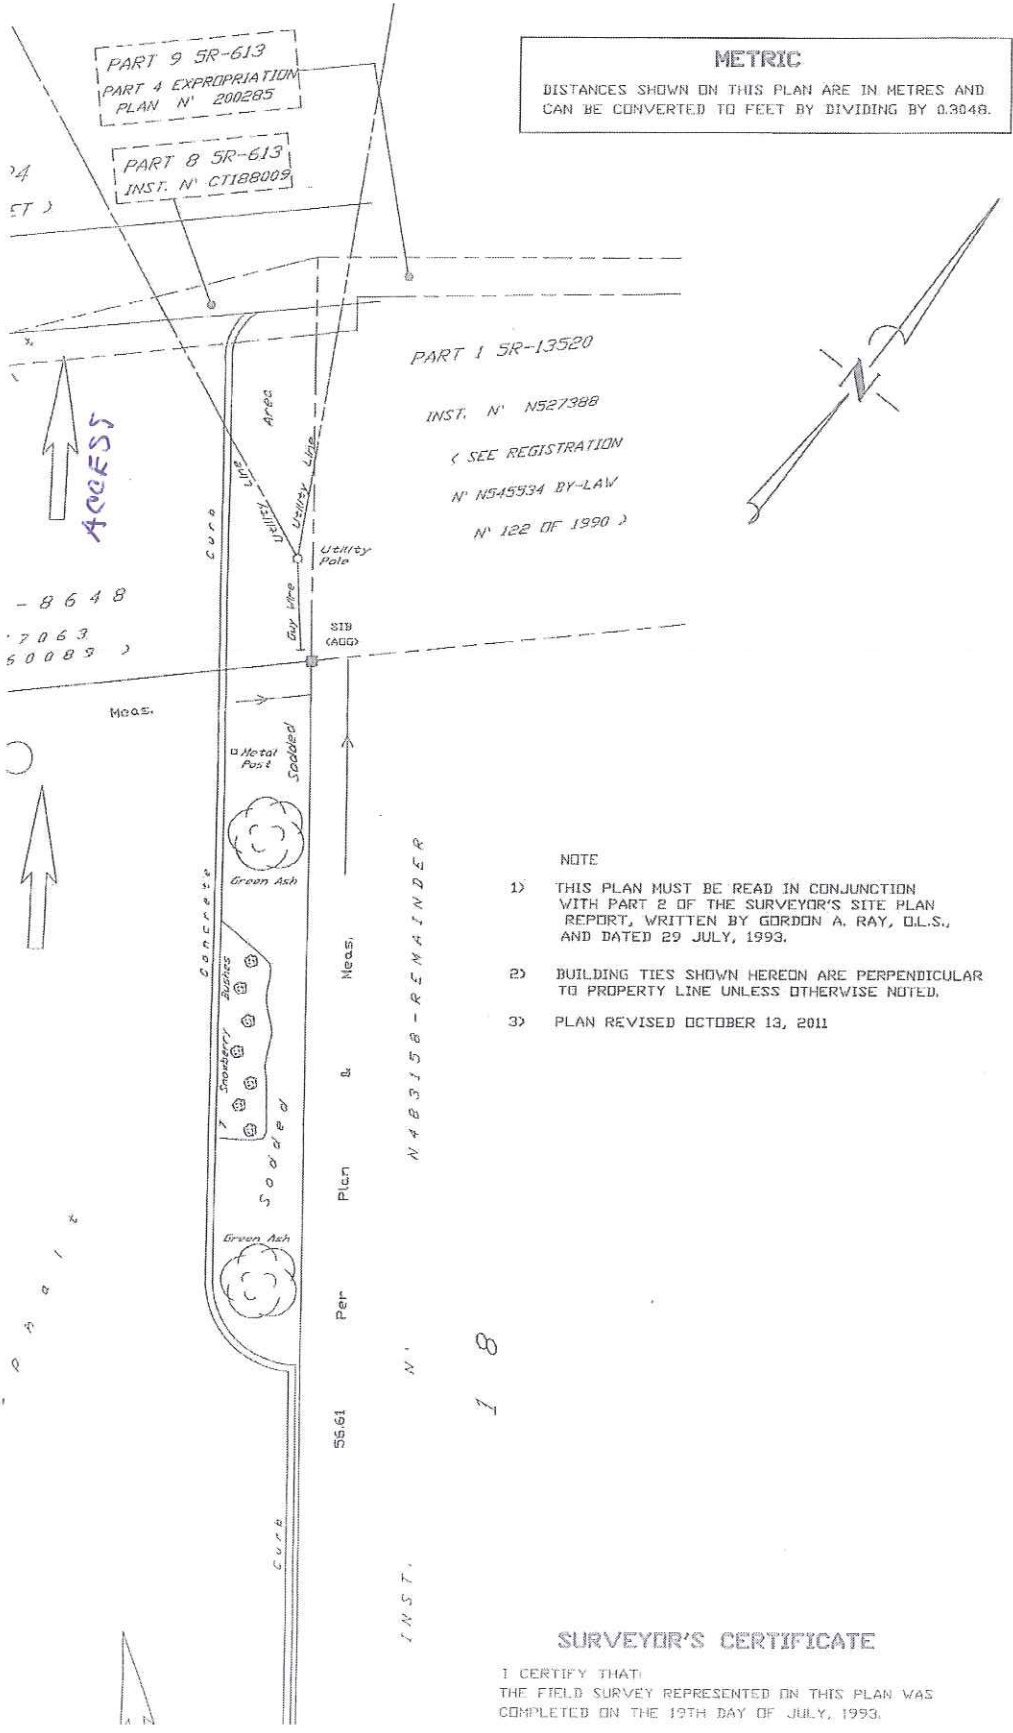 PART 9 5R-613
PART 4 EXPROPRIATION
PLAN N' 200285
METRIC
DISTANCES SHOWN ON THIS PLAN ARE IN METRES AND
CAN BE CONVERTED TO FEET BY DIVIDING BY 0.3048.
PART 8 5R-613
INST. N' CT188009
ET )
PART 1 5R-13520
INST. N' N527388
( SEE REGISTRATION
N' N545534 BY-LAW
N' 122 OF 1990 )
ACCESS
Area
Utility Line
Utility Line
Curb
Utility
Pole
Guy Wire
SIB
(AOG)
- 8648
7063
60089 )
Meas.
Metal
Post
Sodded
Green Ash
Concrete
7 Snowberry Bushes
Sodded
Green Ash
56.61 Per Plan & Meas.
INST. N' N483158-REMAINDER
18
Curb
NOTE
1) THIS PLAN MUST BE READ IN CONJUNCTION
WITH PART 2 OF THE SURVEYOR'S SITE PLAN
REPORT, WRITTEN BY GORDON A. RAY, O.L.S.,
AND DATED 29 JULY, 1993.
2) BUILDING TIES SHOWN HEREON ARE PERPENDICULAR
TO PROPERTY LINE UNLESS OTHERWISE NOTED.
3) PLAN REVISED OCTOBER 13, 2011
N
SURVEYOR'S CERTIFICATE
I CERTIFY THAT:
THE FIELD SURVEY REPRESENTED ON THIS PLAN WAS
COMPLETED ON THE 19TH DAY OF JULY, 1993.